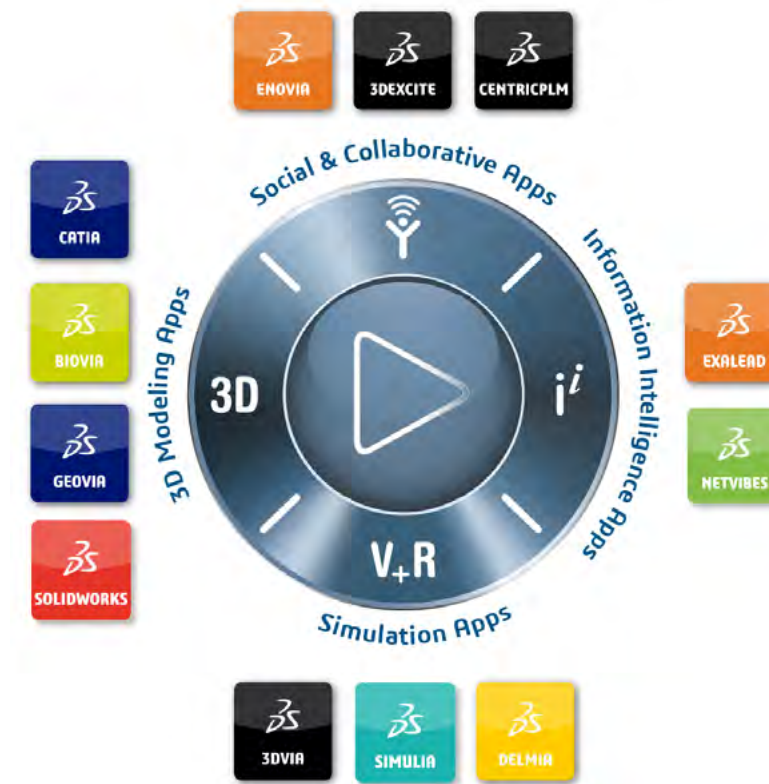 ENOVIA
3DEXCITE
CENTRICPLM
Social & Collaborative Apps
CATIA
BIOVIA
GEOVIA
SOLIDWORKS
3D Modeling Apps
3D
i i
V+R
Information Intelligence Apps
EXALEAD
NETVIBES
Simulation Apps
3DVIA
SIMULIA
DELMIA